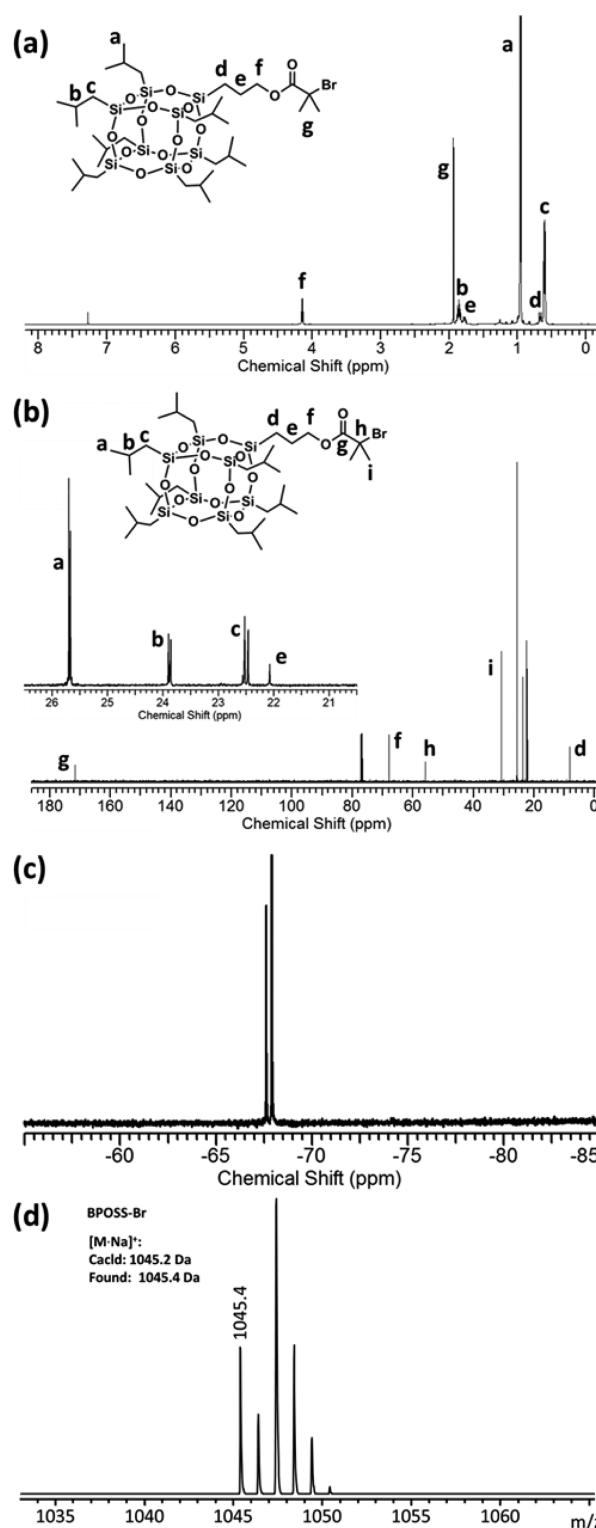 (a)
a
b
c
d
e
f
g
Si
O
Br
a
g
c
f
b
e
d
8 7 6 5 4 3 2 1 0
Chemical Shift (ppm)
(b)
a
b
c
d
e
f
O
h
Br
g
O
i
Si
a
b
c
e
26 25 24 23 22 21
Chemical Shift (ppm)
g
f
h
i
d
180 160 140 120 100 80 60 40 20 0
Chemical Shift (ppm)
(c)
-60 -65 -70 -75 -80 -85
Chemical Shift (ppm)
(d)
BPOSS-Br
[M·Na]⁺:
Cacld: 1045.2 Da
Found: 1045.4 Da
1045.4
1035 1040 1045 1050 1055 1060 m/z